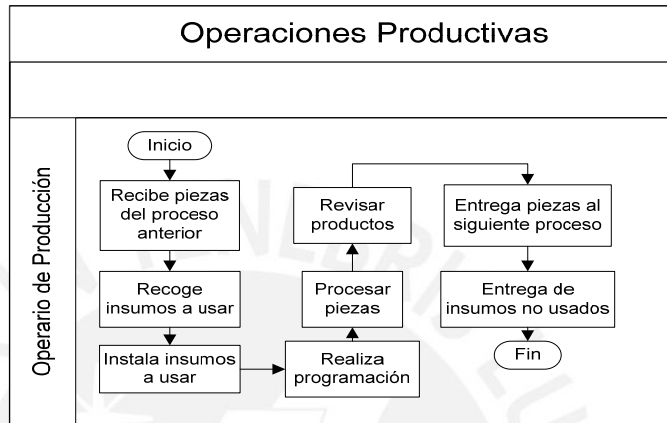 Operaciones Productivas
Operario de Producción
Inicio
Recibe piezas
del proceso
anterior
Recoge
insumos a usar
Instala insumos
a usar
Realiza
programación
Procesar
piezas
Revisar
productos
Entrega piezas al
siguiente proceso
Entrega de
insumos no usados
Fin